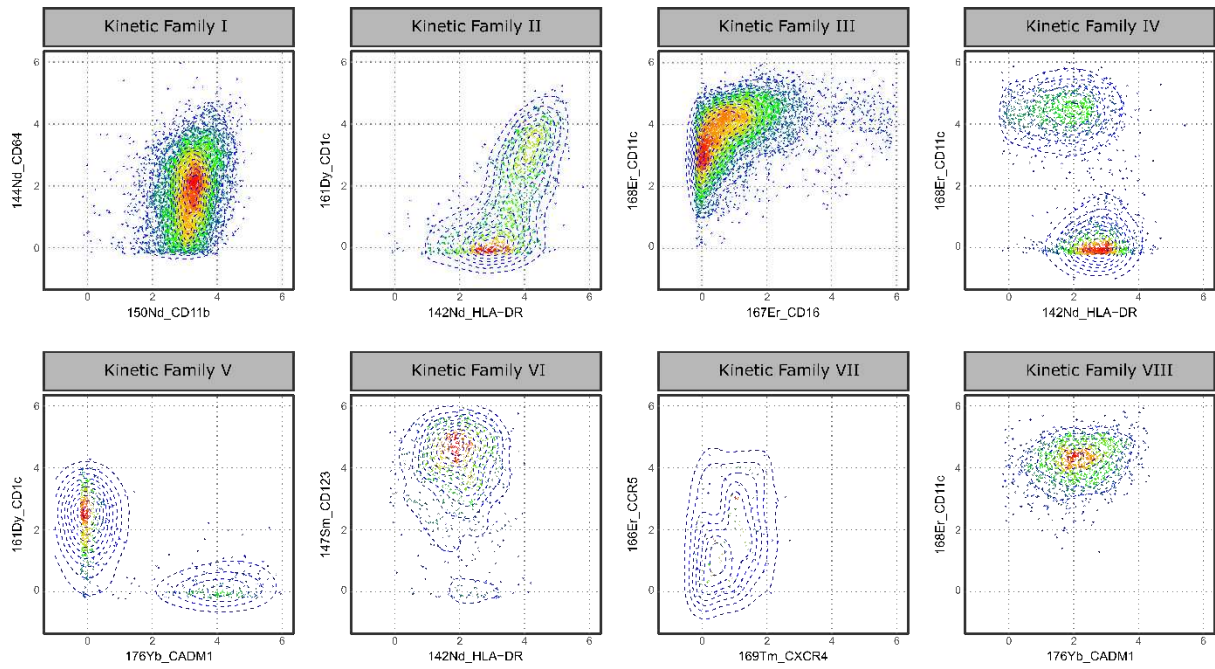 Kinetic Family I
Kinetic Family II
Kinetic Family III
Kinetic Family IV
6
4
2
0
144Nd_CD64
0 2 4 6
150Nd_CD11b
6
4
2
0
161Dy_CD1c
0 2 4 6
142Nd_HLA-DR
6
4
2
0
168Er_CD11c
0 2 4 6
167Er_CD16
6
4
2
0
168Er_CD11c
0 2 4 6
142Nd_HLA-DR
Kinetic Family V
Kinetic Family VI
Kinetic Family VII
Kinetic Family VIII
6
4
2
0
161Dy_CD1c
0 2 4 6
176Yb_CADM1
6
4
2
0
147Sm_CD123
0 2 4 6
142Nd_HLA-DR
6
4
2
0
166Er_CCR5
0 2 4 6
169Tm_CXCR4
6
4
2
0
168Er_CD11c
0 2 4 6
176Yb_CADM1